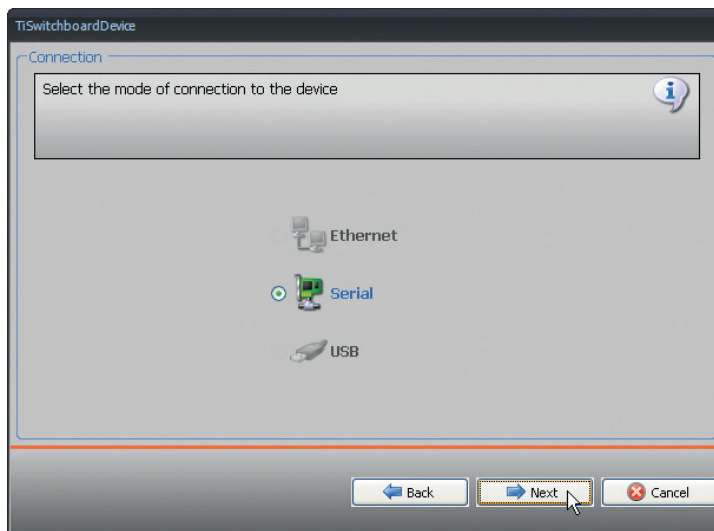 TiSwitchboardDevice
Connection
Select the mode of connection to the device
Ethernet
Serial
USB
Back Next Cancel